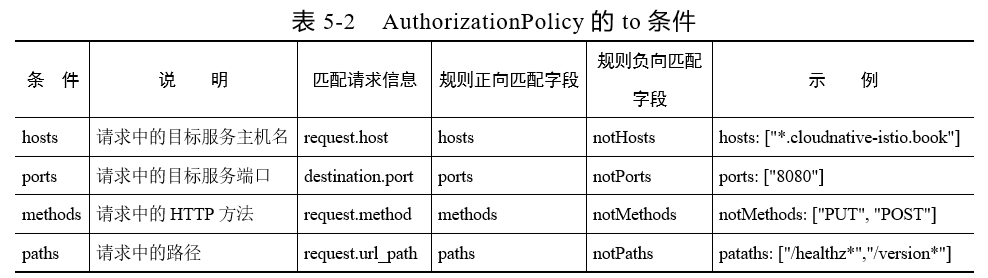 表 5-2 AuthorizationPolicy 的 to 条件
条 件 说 明 匹配请求信息 规则正向匹配字段 规则负向匹配字段 示 例
hosts 请求中的目标服务主机名 request.host hosts notHosts hosts: ["*.cloudnative-istio.book"]
ports 请求中的目标服务端口 destination.port ports notPorts ports: ["8080"]
methods 请求中的 HTTP 方法 request.method methods notMethods notMethods: ["PUT", "POST"]
paths 请求中的路径 request.url_path paths notPaths pataths: ["/healthz*","/version*"]